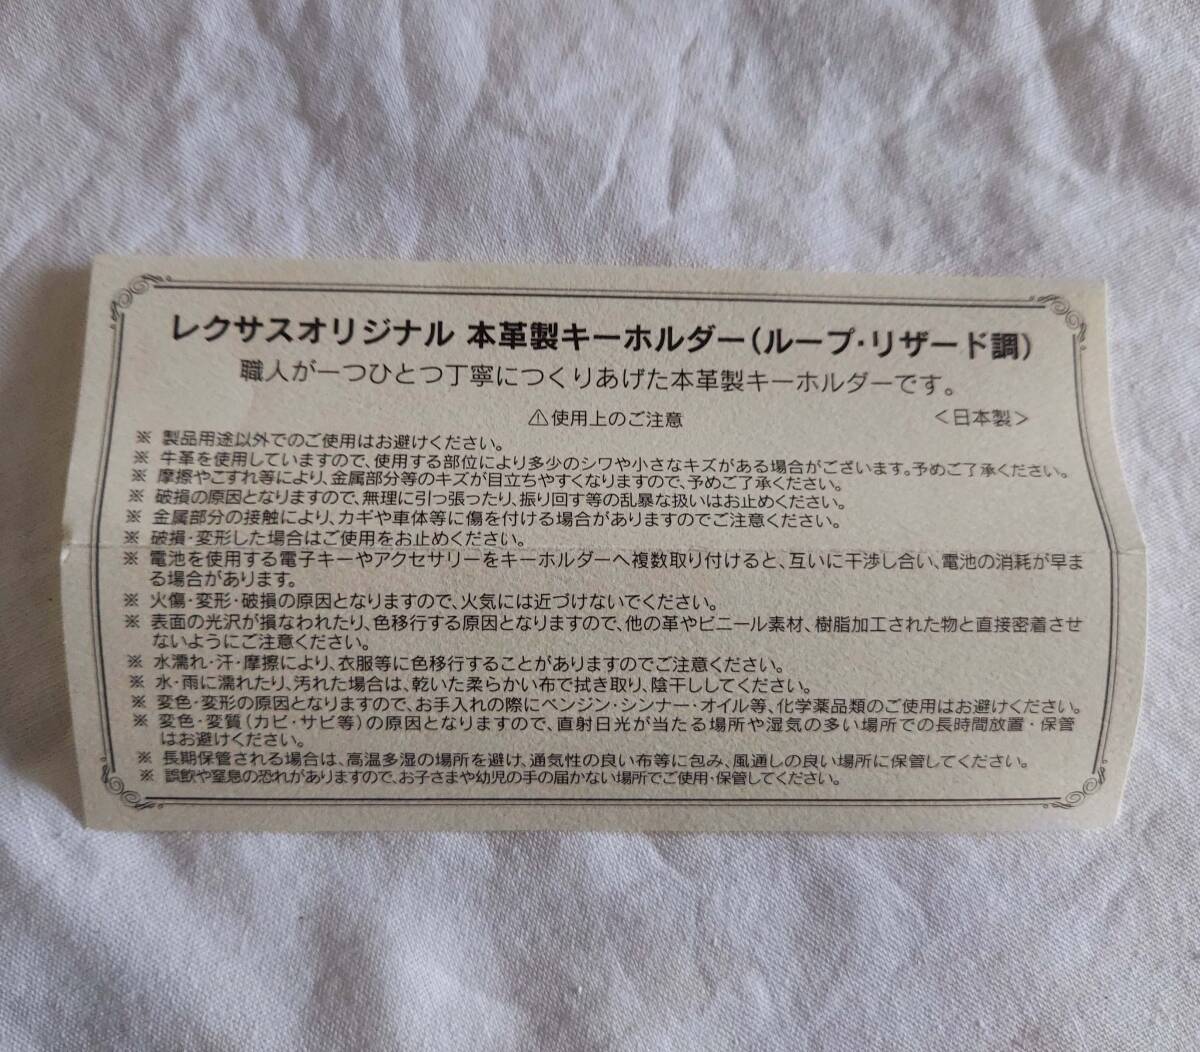 レクサスオリジナル 本革製キーホルダー(ループ・リザード調)
職人が一つひとつ丁寧につくりあげた本革製キーホルダーです。
⚠使用上のご注意 <日本製>
※ 製品用途以外でのご使用はお避けください。
※ 牛革を使用していますので、使用する部位により多少のシワや小さなキズがある場合がございます。予めご了承ください。
※ 摩擦やこすれ等により、金属部分等のキズが目立ちやすくなりますので、予めご了承ください。
※ 破損の原因となりますので、無理に引っ張ったり、振り回す等の乱暴な扱いはお止めください。
※ 金属部分の接触により、カギや車体等に傷を付ける場合がありますのでご注意ください。
※ 破損・変形した場合はご使用をお止めください。
※ 電池を使用する電子キーやアクセサリーをキーホルダーへ複数取り付けると、互いに干渉し合い、電池の消耗が早ま
る場合があります。
※ 火傷・変形・破損の原因となりますので、火気には近づけないでください。
※ 表面の光沢が損なわれたり、色移行する原因となりますので、他の革やビニール素材、樹脂加工された物と直接密着させ
ないようにご注意ください。
※ 水濡れ・汗・摩擦により、衣服等に色移行することがありますのでご注意ください。
※ 水・雨に濡れたり、汚れた場合は、乾いた柔らかい布で拭き取り、陰干ししてください。
※ 変色・変形の原因となりますので、お手入れの際にベンジン・シンナー・オイル等、化学薬品類のご使用はお避けください。
※ 変色・変質(カビ・サビ等)の原因となりますので、直射日光が当たる場所や湿気の多い場所での長時間放置・保管
はお避けください。
※ 長期保管される場合は、高温多湿の場所を避け、通気性の良い布等に包み、風通しの良い場所に保管してください。
※ 誤飲や窒息の恐れがありますので、お子さまや幼児の手の届かない場所でご使用・保管してください。